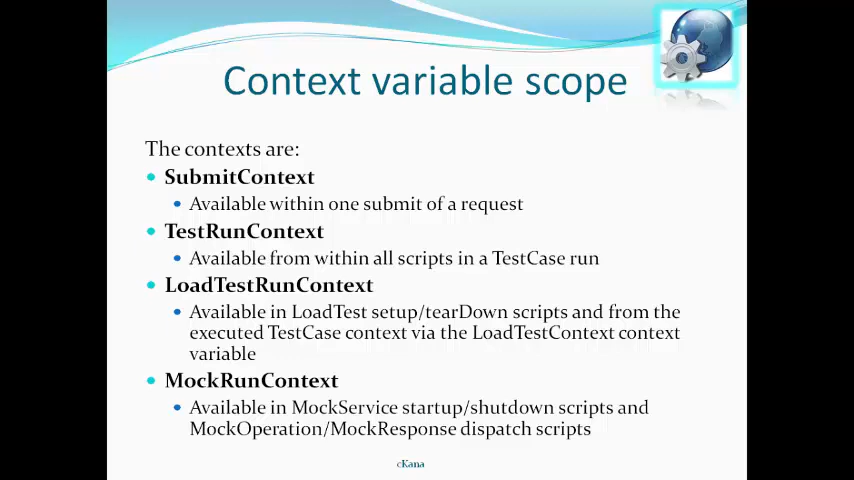 Context variable scope
The contexts are:
SubmitContext
Available within one submit of a request
TestRunContext
Available from within all scripts in a TestCase run
LoadTestRunContext
Available in LoadTest setup/tearDown scripts and from the
executed TestCase context via the LoadTestContext context
variable
MockRunContext
Available in MockService startup/shutdown scripts and
MockOperation/MockResponse dispatch scripts
cKana